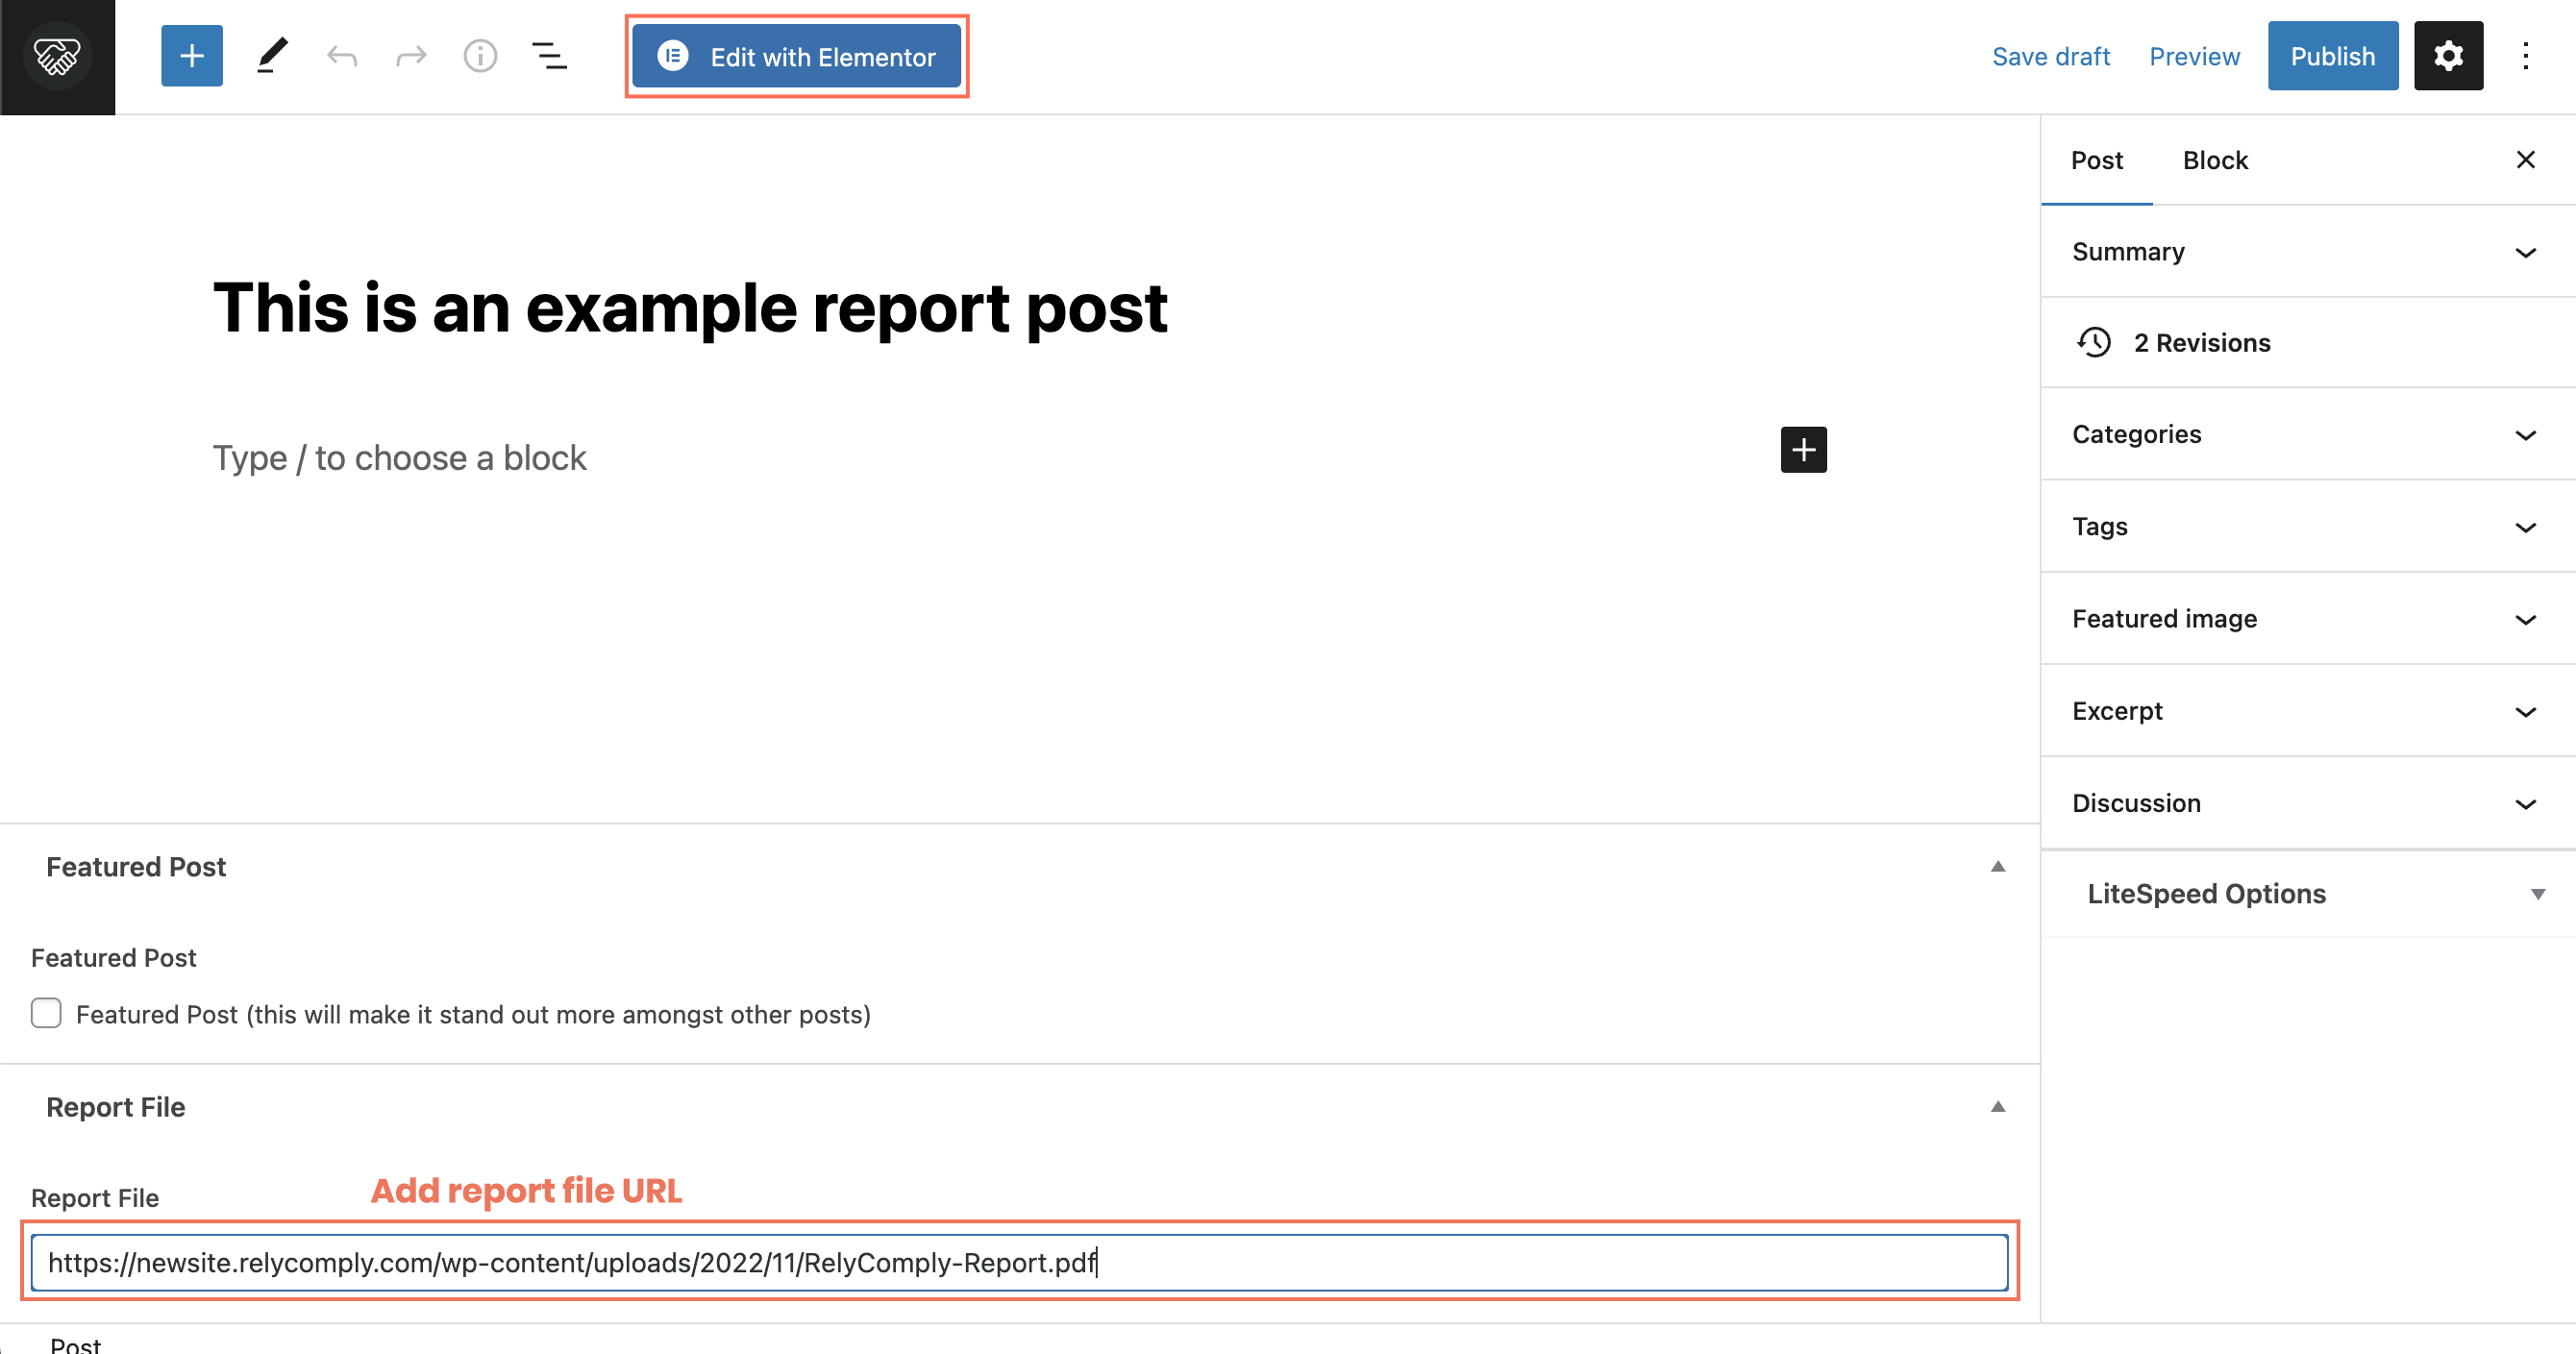 Edit with Elementor
Save draft
Preview
Publish
Post
Block
Summary
2 Revisions
Categories
Tags
Featured image
Excerpt
Discussion
LiteSpeed Options
This is an example report post
Type / to choose a block
Featured Post
Featured Post
Featured Post (this will make it stand out more amongst other posts)
Report File
Report File
Add report file URL
https://newsite.relycomply.com/wp-content/uploads/2022/11/RelyComply-Report.pdf
Post